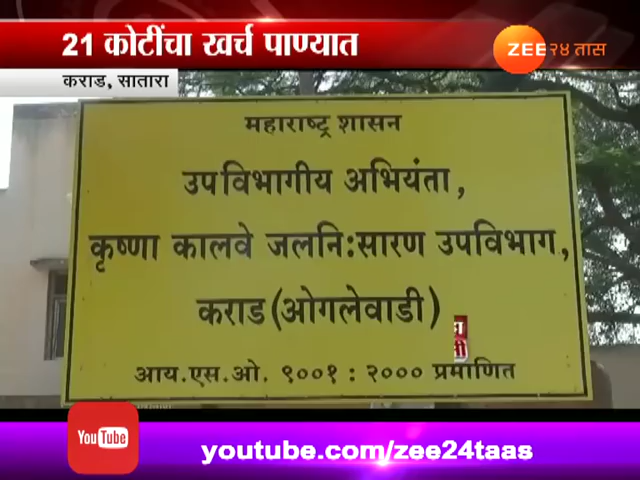 21 कोटींचा खर्च पाण्यात
ZEE २४ तास
कराड, सातारा
महाराष्ट्र शासन
उपविभागीय अभियंता,
कृष्णा कालवे जलनि:सारण उपविभाग,
कराड (ओगलेवाडी)
आय.एस.ओ. ९००१ : २००० प्रमाणित
YouTube
youtube.com/zee24taas